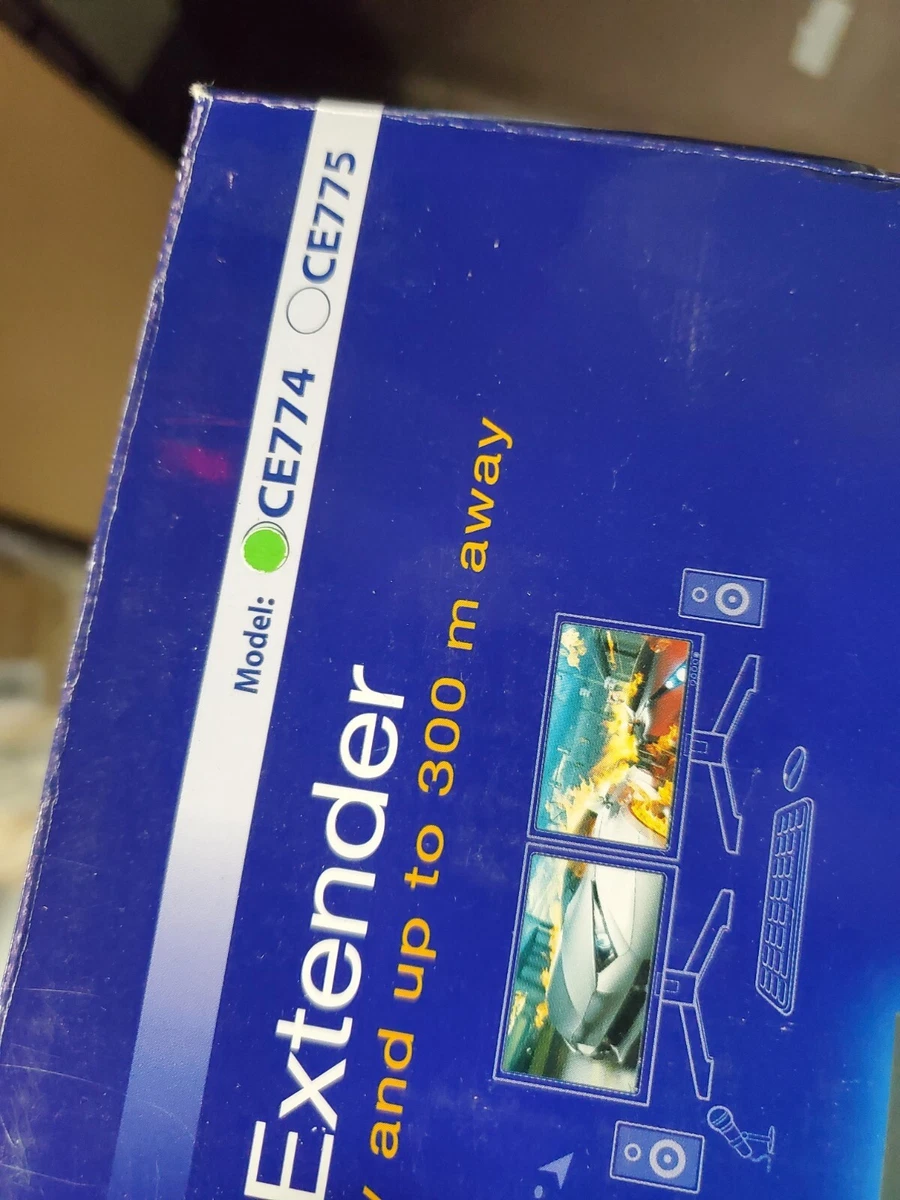 Model: CE774 CE775
Extender
and up to 300 m away